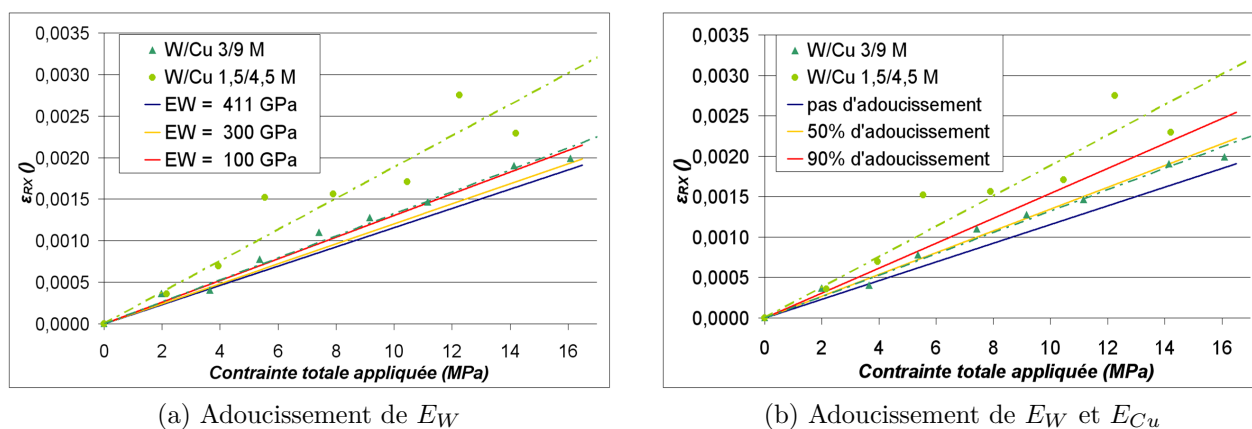 0,0035
0,0030
0,0025
0,0020
0,0015
0,0010
0,0005
0,0000
εRX ()
W/Cu 3/9 M
W/Cu 1,5/4,5 M
EW = 411 GPa
EW = 300 GPa
EW = 100 GPa
0 2 4 6 8 10 12 14 16
Contrainte totale appliquée (MPa)
(a) Adoucissement de EW
0,0035
0,0030
0,0025
0,0020
0,0015
0,0010
0,0005
0,0000
εRX ()
W/Cu 3/9 M
W/Cu 1,5/4,5 M
pas d'adoucissement
50% d'adoucissement
90% d'adoucissement
0 2 4 6 8 10 12 14 16
Contrainte totale appliquée (MPa)
(b) Adoucissement de EW et ECu